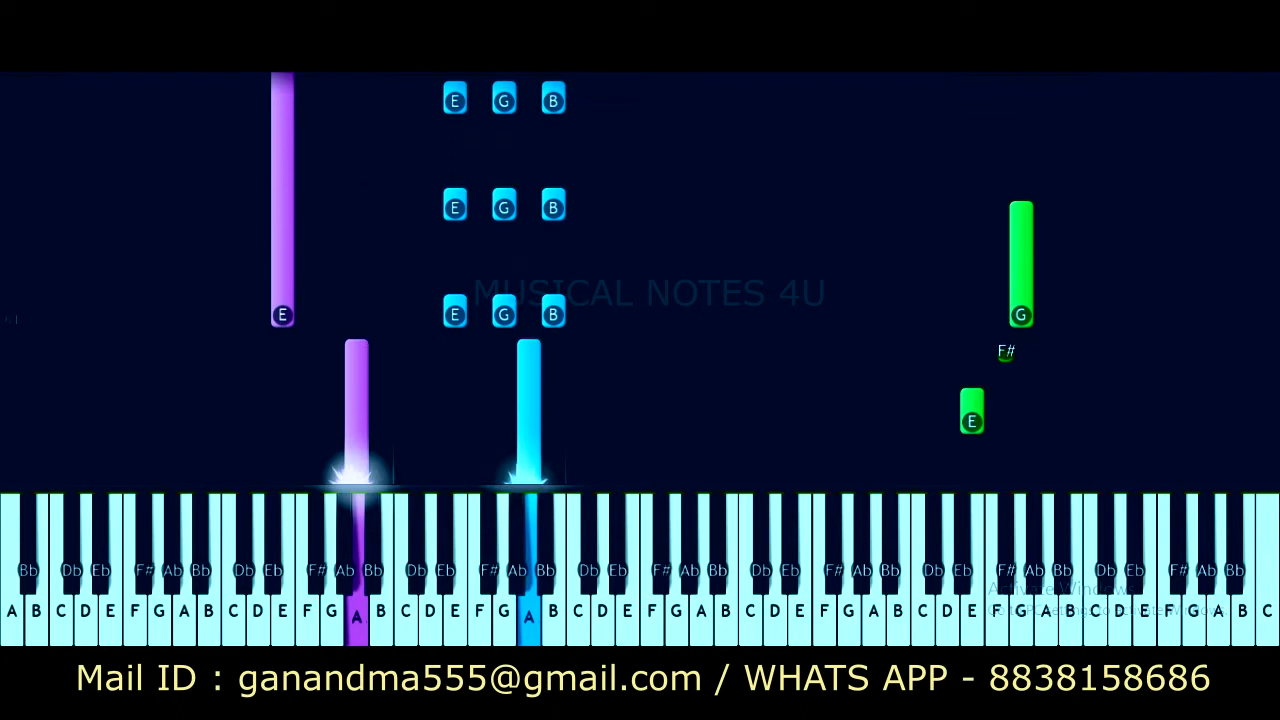 E G B
E G B
MUSICAL NOTES 4U
E E G B G
F#
E
Bb Db Eb F# Ab Bb Db Eb F# Ab Bb Db Eb F# Ab Bb Db Eb F# Ab Bb Db Eb F# Ab Bb Db Eb F# Ab Bb Db Eb F# Ab Bb
Activate Windows
A B C D E F G A B C D E F G A B C D E F G A B C D E F G A B C D E F G A B C D E F G A B C D E F G A B C
Mail ID : ganandma555@gmail.com / WHATS APP - 8838158686